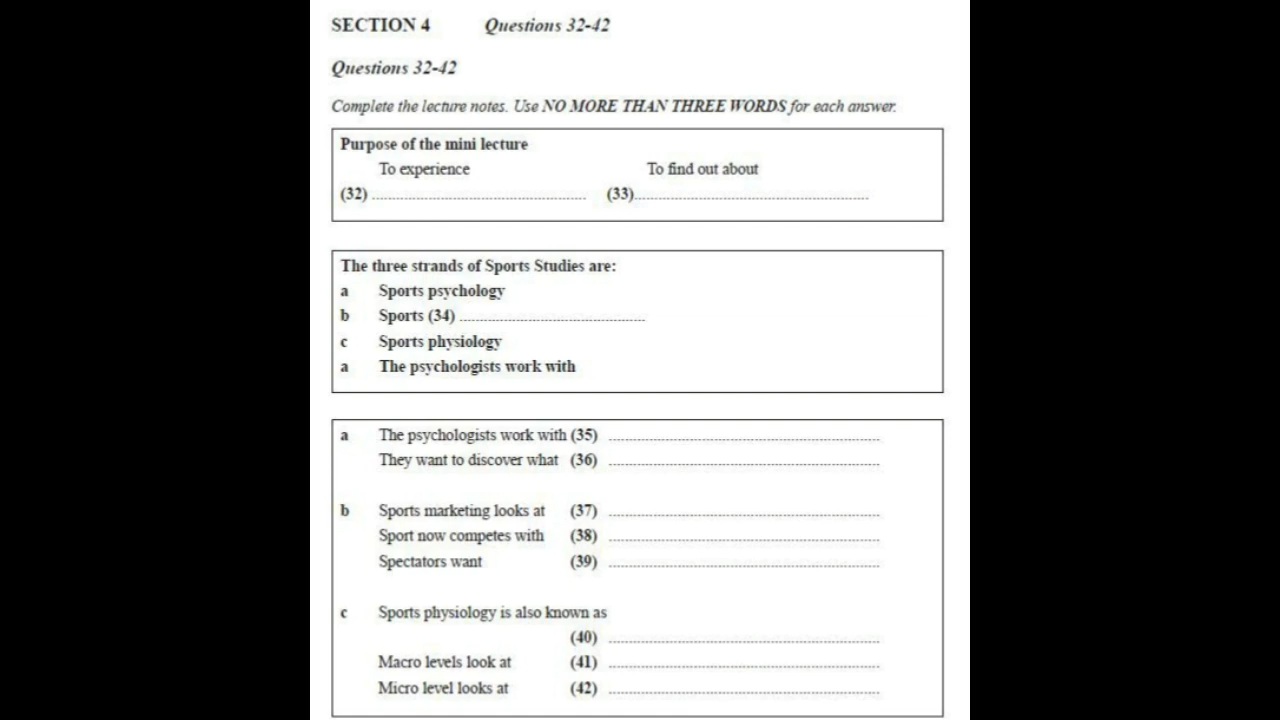 SECTION 4 Questions 32-42
Questions 32-42
Complete the lecture notes. Use NO MORE THAN THREE WORDS for each answer.
Purpose of the mini lecture
To experience To find out about
(32) ........................ (33)........................
The three strands of Sports Studies are:
a Sports psychology
b Sports (34) ........................
c Sports physiology
a The psychologists work with
a The psychologists work with (35) ........................
They want to discover what (36) ........................
b Sports marketing looks at (37) ........................
Sport now competes with (38) ........................
Spectators want (39) ........................
c Sports physiology is also known as
(40) ........................
Macro levels look at (41) ........................
Micro level looks at (42) ........................